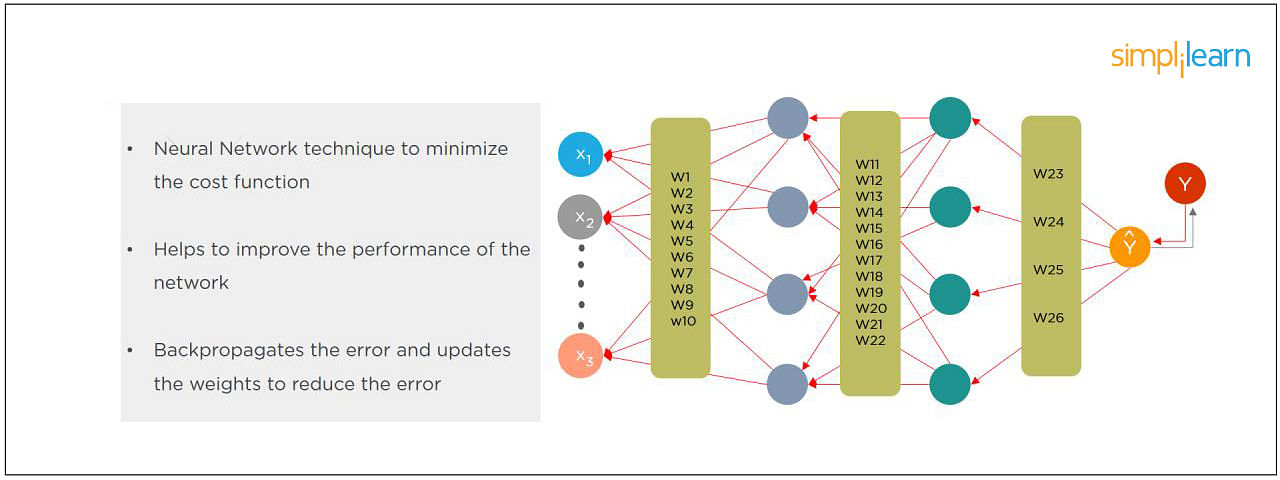 simplilearn
• Neural Network technique to minimize
the cost function
• Helps to improve the performance of the
network
• Backpropagates the error and updates
the weights to reduce the error
x1
x2
x3
W1
W2
W3
W4
W5
W6
W7
W8
W9
w10
W11
W12
W13
W14
W15
W16
W17
W18
W19
W20
W21
W22
W23
W24
W25
W26
Ŷ
Y